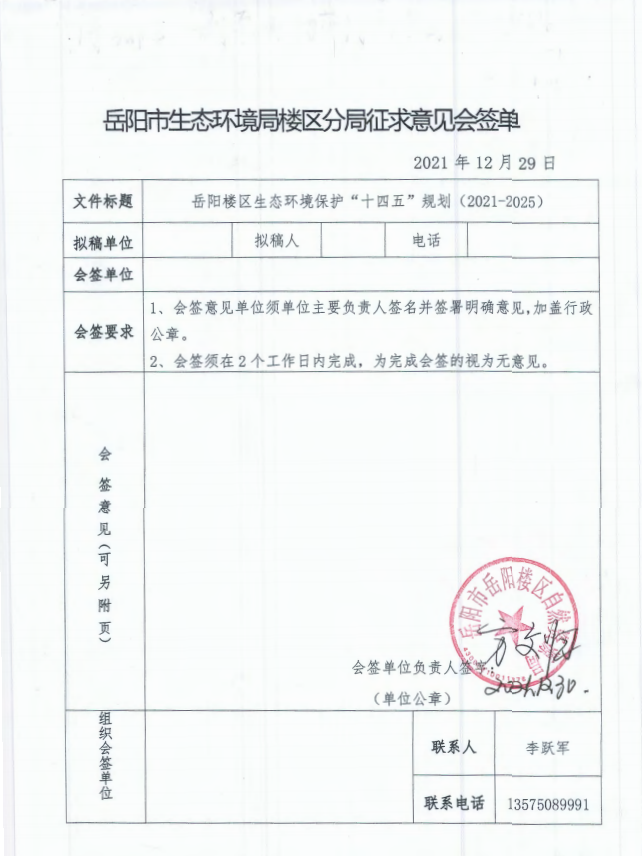 岳阳市生态环境局楼区分局征求意见会签单
2021 年 12 月 29 日
文件标题 岳阳楼区生态环境保护“十四五”规划（2021-2025）
拟稿单位 拟稿人 电话
会签单位
会签要求
1、会签意见单位须单位主要负责人签名并签署明确意见,加盖行政
公章。
2、会签须在 2 个工作日内完成，为完成会签的视为无意见。
会签意见（可另附页）
岳阳市岳阳楼区自然
会签单位负责人签字：
（单位公章）
组织会签单位
联系人 李跃军
联系电话 13575089991